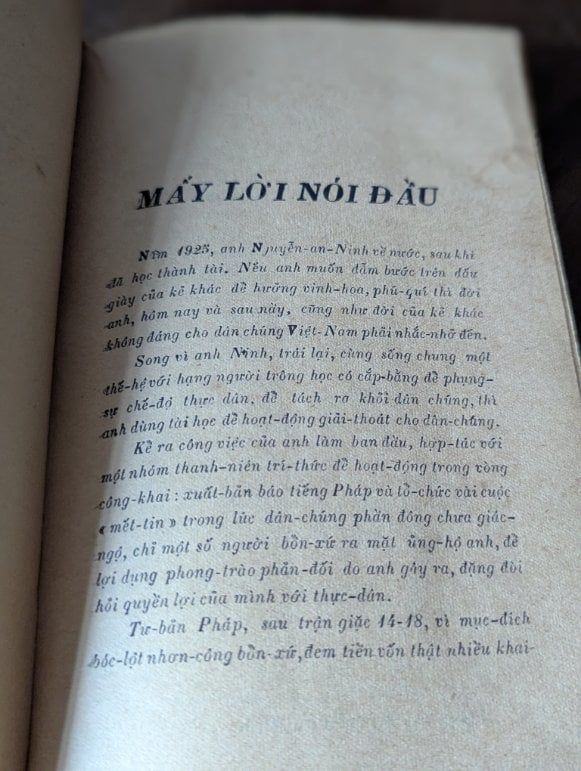 MẤY LỜI NÓI ĐẦU
Năm 1925, anh Nguyễn-an-Ninh về nước, sau khi
đã học thành tài. Nếu anh muốn dẫm bước trên dấu
giày của kẻ khác để hưởng vinh-hoa, phú-quí thì đời
anh, hôm nay và sau này, cũng như đời của kẻ khác
không đáng cho dân chúng Việt-Nam phải nhắc-nhở đến.
Song vì anh Ninh, trái lại, cùng sống chung một
thế-hệ với hạng người trông học có cấp-bằng để phụng-
sự chế-độ thực dân, để tách ra khỏi dân chúng, thì
anh dùng tài học để hoạt-động giải-thoát cho dân-chúng.
Kể ra công việc của anh làm ban đầu, hợp-tác với
một nhóm thanh-niên trí-thức để hoạt-động trong vòng
công-khai : xuất-bản báo tiếng Pháp và tổ-chức vài cuộc
« mết-tin » trong lúc dân-chúng phần đông chưa giác-
ngộ, chỉ một số người bổn-xứ ra mặt ủng-hộ anh, để
lợi dụng phong-trào phản-đối do anh gây ra, đặng đòi
hỏi quyền lợi của mình với thực-dân.
Tư-bản Pháp, sau trận giặc 14-18, vì mục-đích
bóc-lột nhơn-công bổn-xứ, đem tiền vốn thật nhiều khai-